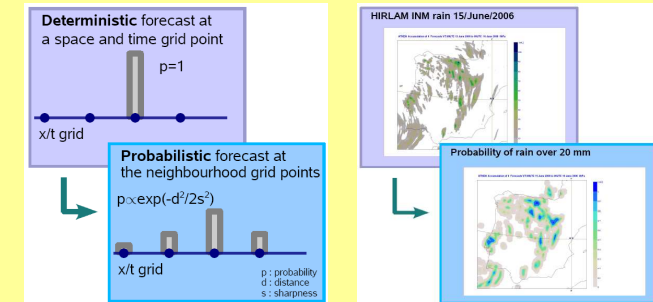 Deterministic forecast at
a space and time grid point
p=1
x/t grid
Probabilistic forecast at
the neighbourhood grid points
p∝exp(-d²/2s²)
x/t grid
p : probability
d : distance
s : sharpness
HIRLAM INM rain 15/June/2006
Probability of rain over 20 mm